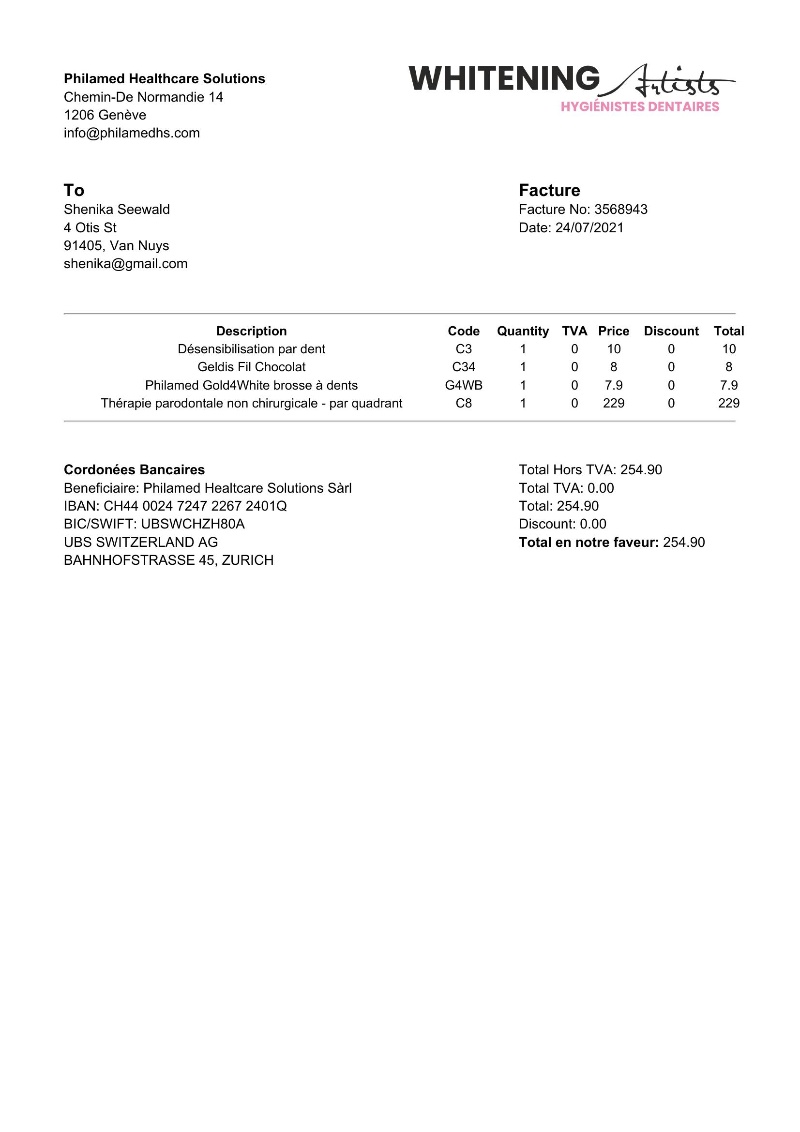 Philamed Healthcare Solutions
Chemin-De Normandie 14
1206 Genève
info@philamedhs.com
WHITENING Artists
HYGIÉNISTES DENTAIRES
To
Shenika Seewald
4 Otis St
91405, Van Nuys
shenika@gmail.com
Facture
Facture No: 3568943
Date: 24/07/2021
Description Code Quantity TVA Price Discount Total
Désensibilisation par dent C3 1 0 10 0 10
Geldis Fil Chocolat C34 1 0 8 0 8
Philamed Gold4White brosse à dents G4WB 1 0 7.9 0 7.9
Thérapie parodontale non chirurgicale - par quadrant C8 1 0 229 0 229
Cordonées Bancaires
Beneficiaire: Philamed Healtcare Solutions Sàrl
IBAN: CH44 0024 7247 2267 2401Q
BIC/SWIFT: UBSWCHZH80A
UBS SWITZERLAND AG
BAHNHOFSTRASSE 45, ZURICH
Total Hors TVA: 254.90
Total TVA: 0.00
Total: 254.90
Discount: 0.00
Total en notre faveur: 254.90